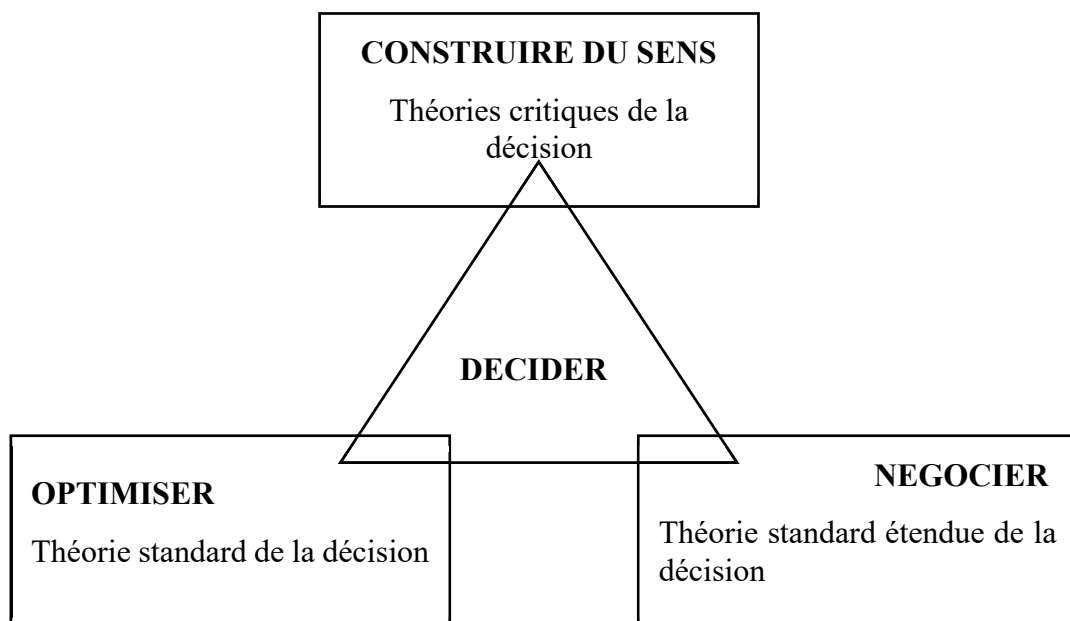 CONSTRUIRE DU SENS
Théories critiques de la
décision
DECIDER
OPTIMISER
Théorie standard de la décision
NEGOCIER
Théorie standard étendue de la
décision